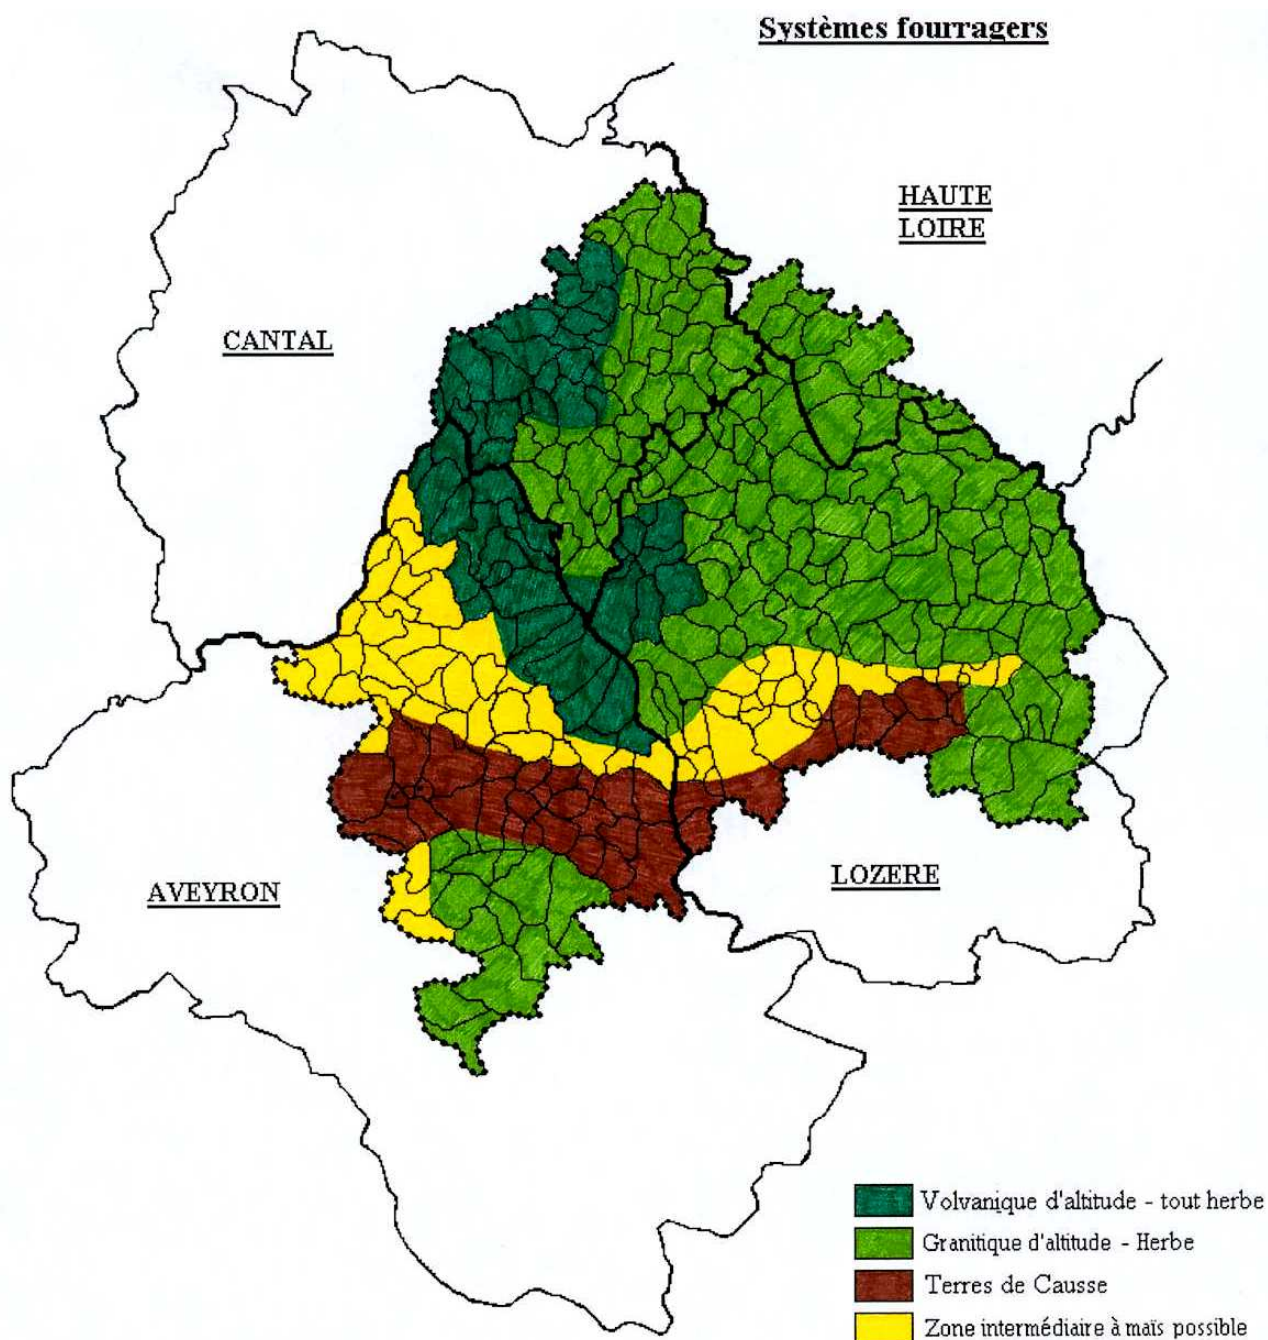 Systèmes fourragers
HAUTE
LOIRE
CANTAL
AVEYRON
LOZERE
Volvanique d'altitude - tout herbe
Granitique d'altitude - Herbe
Terres de Causse
Zone intermédiaire à maïs possible